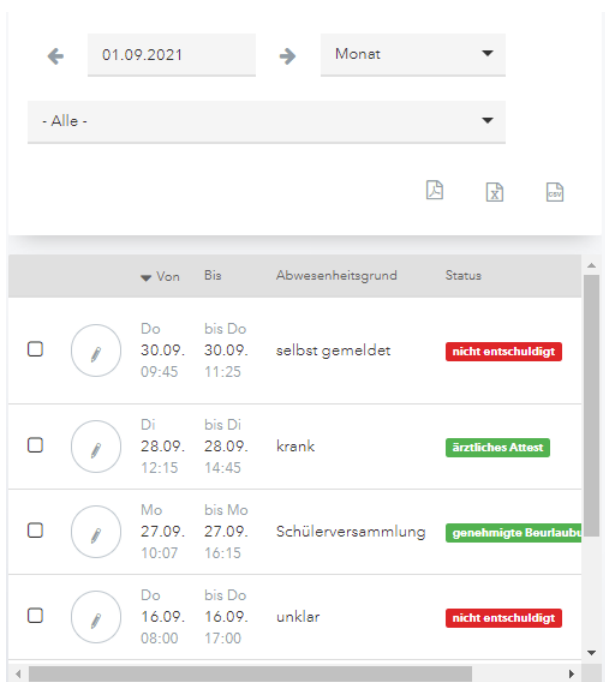 01.09.2021 Monat
- Alle -
CSV
Von Bis Abwesenheitsgrund Status
Do bis Do
30.09. 30.09. selbst gemeldet nicht entschuldigt
09:45 11:25
Di bis Di
28.09. 28.09. krank ärztliches Attest
12:15 14:45
Mo bis Mo
27.09. 27.09. Schülerversammlung genehmigte Beurlaubu
10:07 16:15
Do bis Do
16.09. 16.09. unklar nicht entschuldigt
08:00 17:00